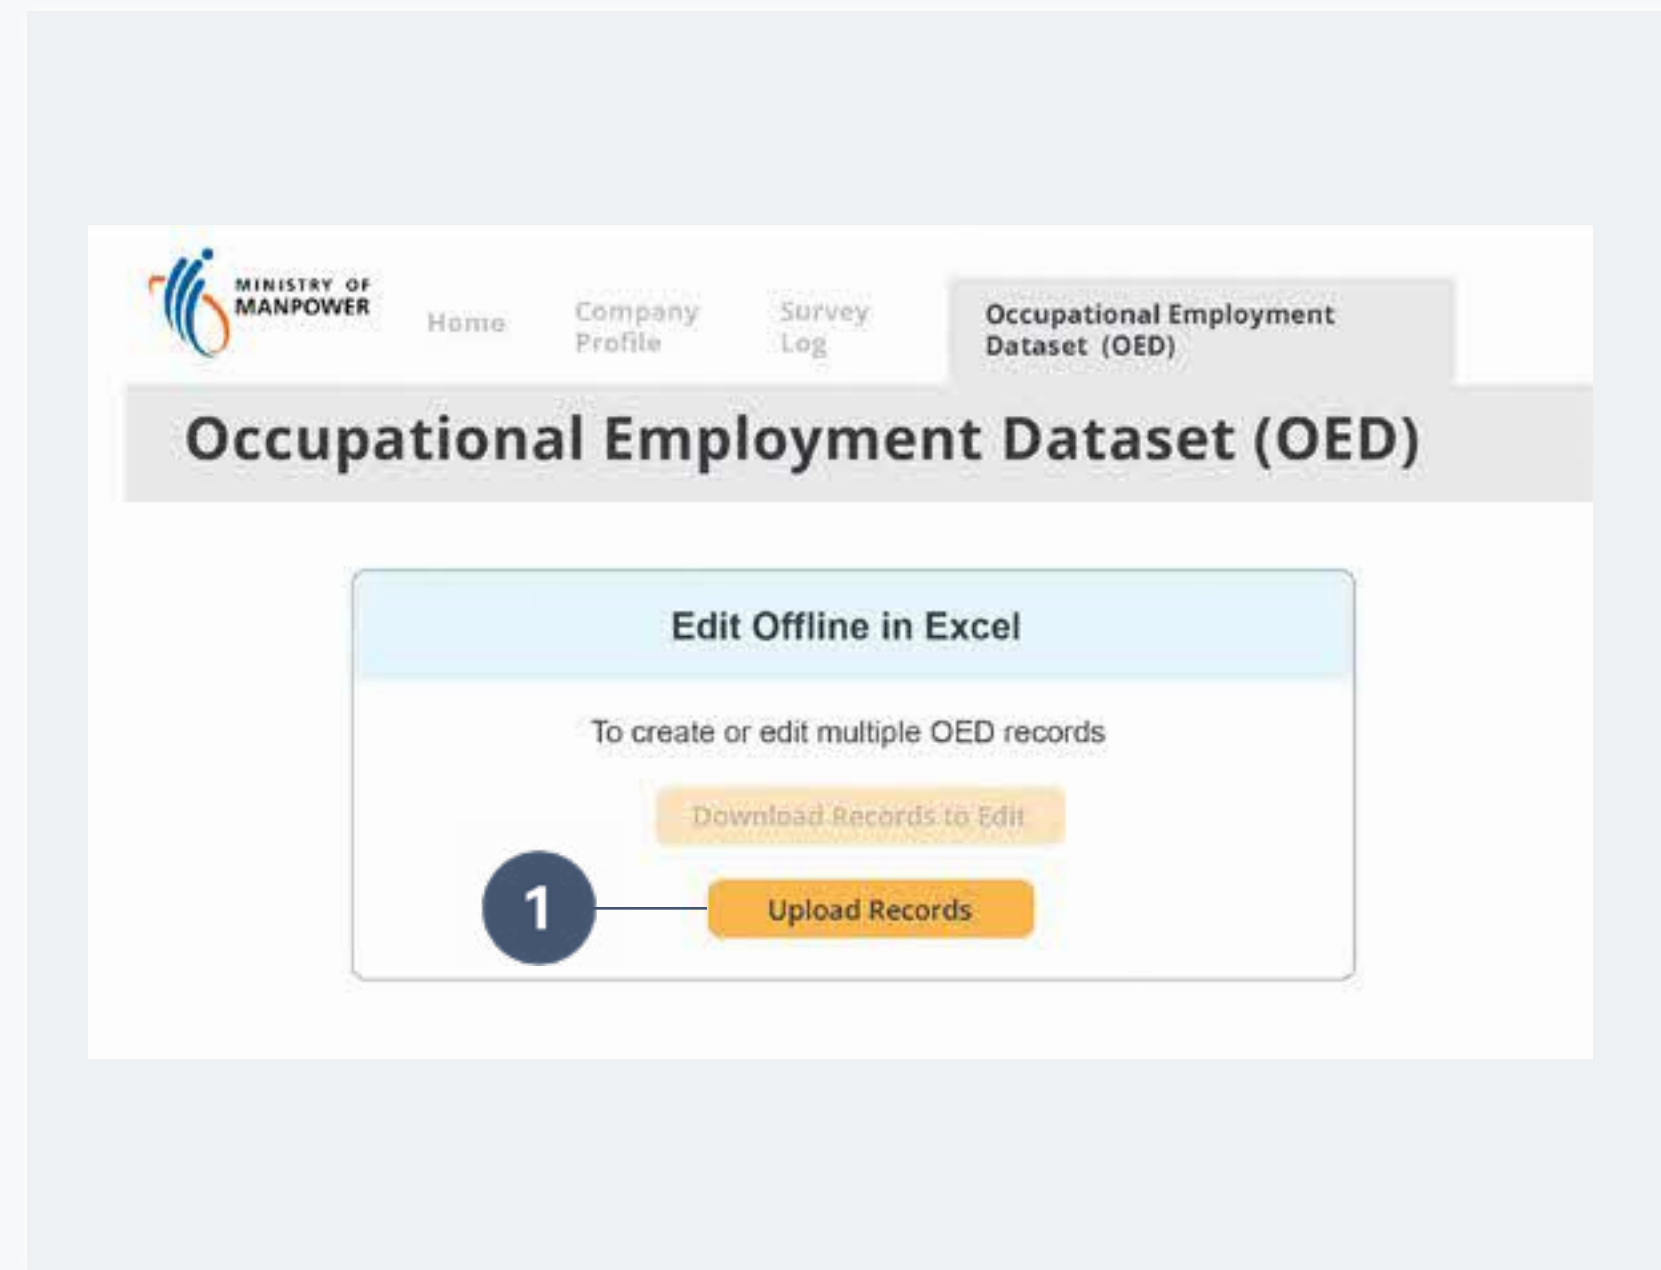 MINISTRY OF
MANPOWER
Home
Company
Profile
Survey
Log
Occupational Employment
Dataset (OED)
Occupational Employment Dataset (OED)
Edit Offline in Excel
To create or edit multiple OED records
Download Records to Edit
1
Upload Records